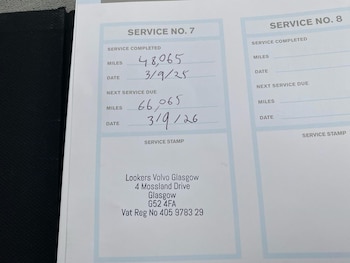 SERVICE NO. 7
SERVICE COMPLETED
MILES 48,065
DATE 3/9/25
NEXT SERVICE DUE
MILES 66,065
DATE 3/9/26
SERVICE STAMP
Lookers Volvo Glasgow
4 Mossland Drive
Glasgow
G52 4FA
Vat Reg No 405 9783 29
SERVICE NO. 8
SERVICE COMPLETED
MILES
DATE
NEXT SERVICE DUE
MILES
DATE
SERVICE STAMP